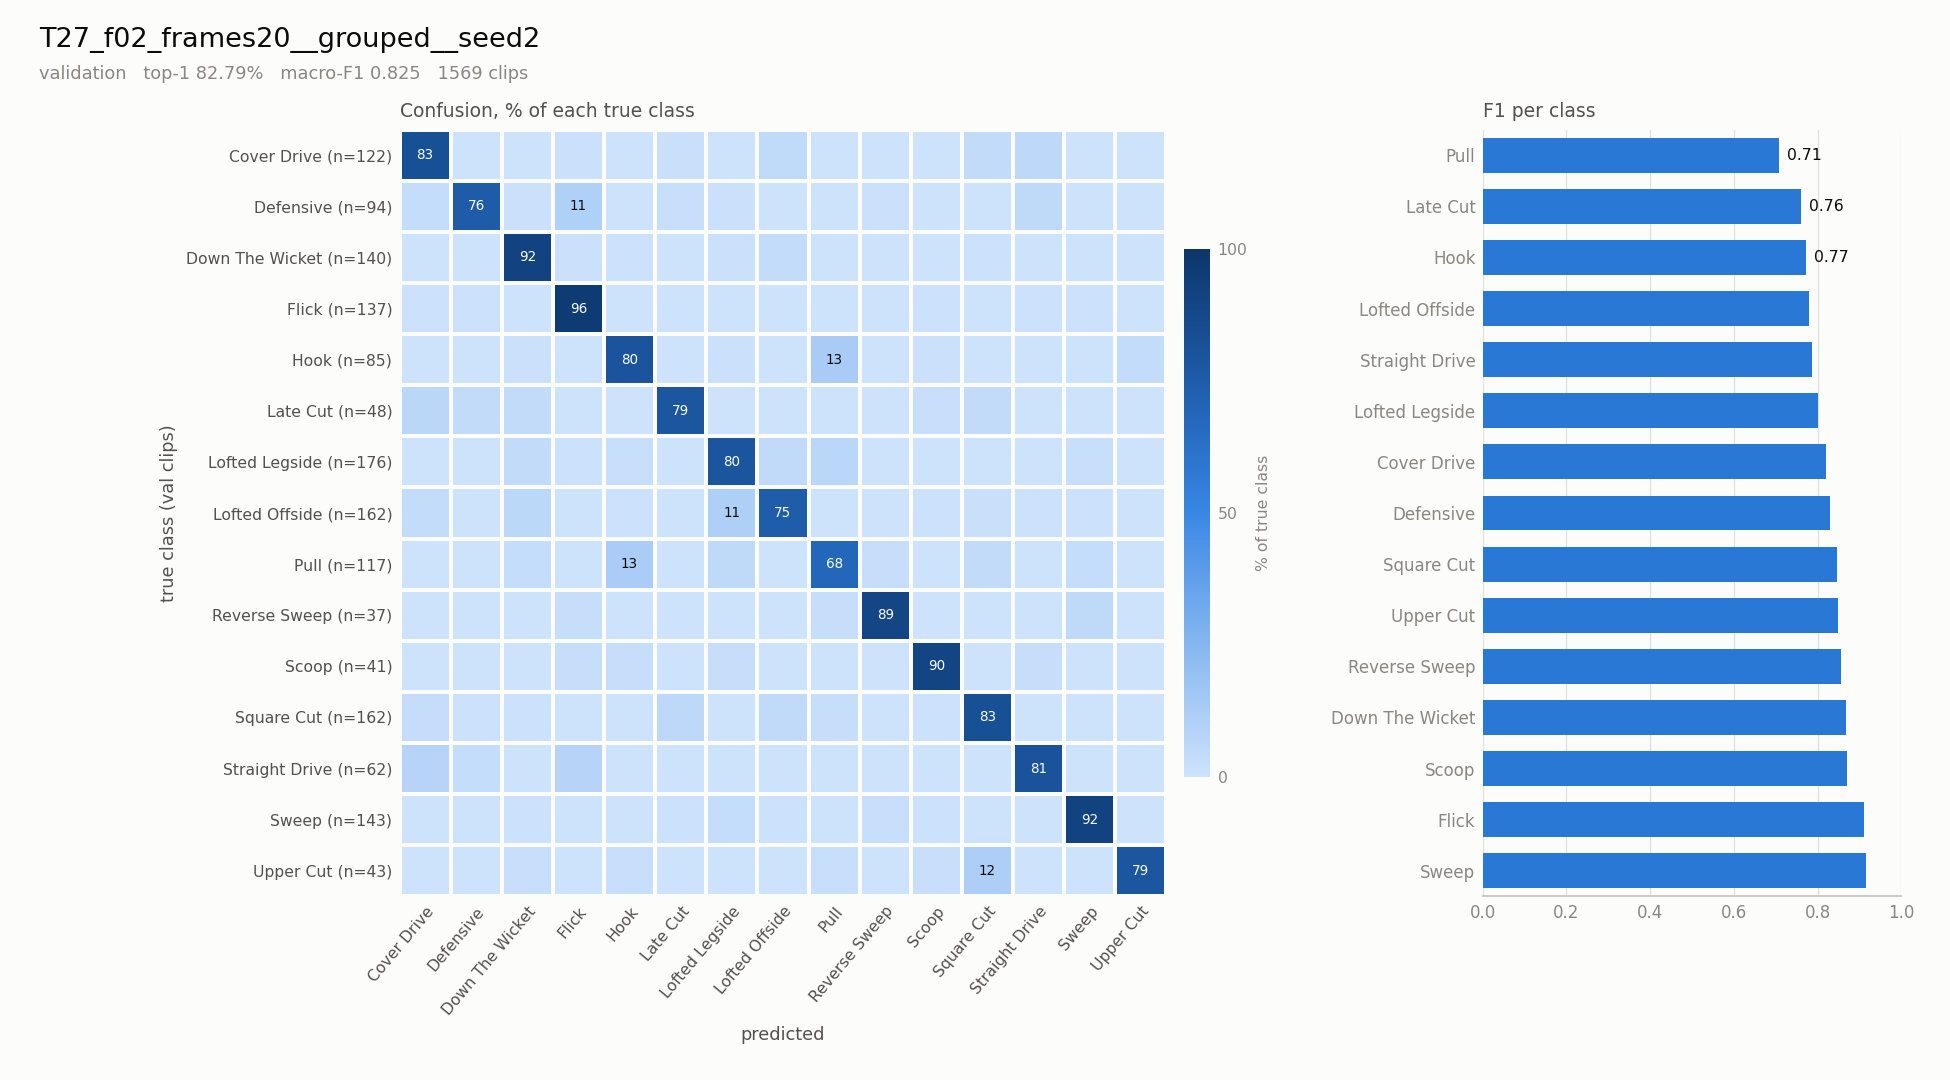 T27_f02_frames20__grouped__seed2
validation   top-1 82.79%   macro-F1 0.825   1569 clips
Confusion, % of each true class
Cover Drive (n=122) 83
Defensive (n=94) 76 11
Down The Wicket (n=140) 92
Flick (n=137) 96
Hook (n=85) 80 13
Late Cut (n=48) 79
Lofted Legside (n=176) 80
Lofted Offside (n=162) 11 75
Pull (n=117) 13 68
Reverse Sweep (n=37) 89
Scoop (n=41) 90
Square Cut (n=162) 83
Straight Drive (n=62) 81
Sweep (n=143) 92
Upper Cut (n=43) 12 79
true class (val clips)
Cover Drive
Defensive
Down The Wicket
Flick
Hook
Late Cut
Lofted Legside
Lofted Offside
Pull
Reverse Sweep
Scoop
Square Cut
Straight Drive
Sweep
Upper Cut
predicted
100
50
0
% of true class
F1 per class
Pull 0.71
Late Cut 0.76
Hook 0.77
Lofted Offside
Straight Drive
Lofted Legside
Cover Drive
Defensive
Square Cut
Upper Cut
Reverse Sweep
Down The Wicket
Scoop
Flick
Sweep
0.0 0.2 0.4 0.6 0.8 1.0